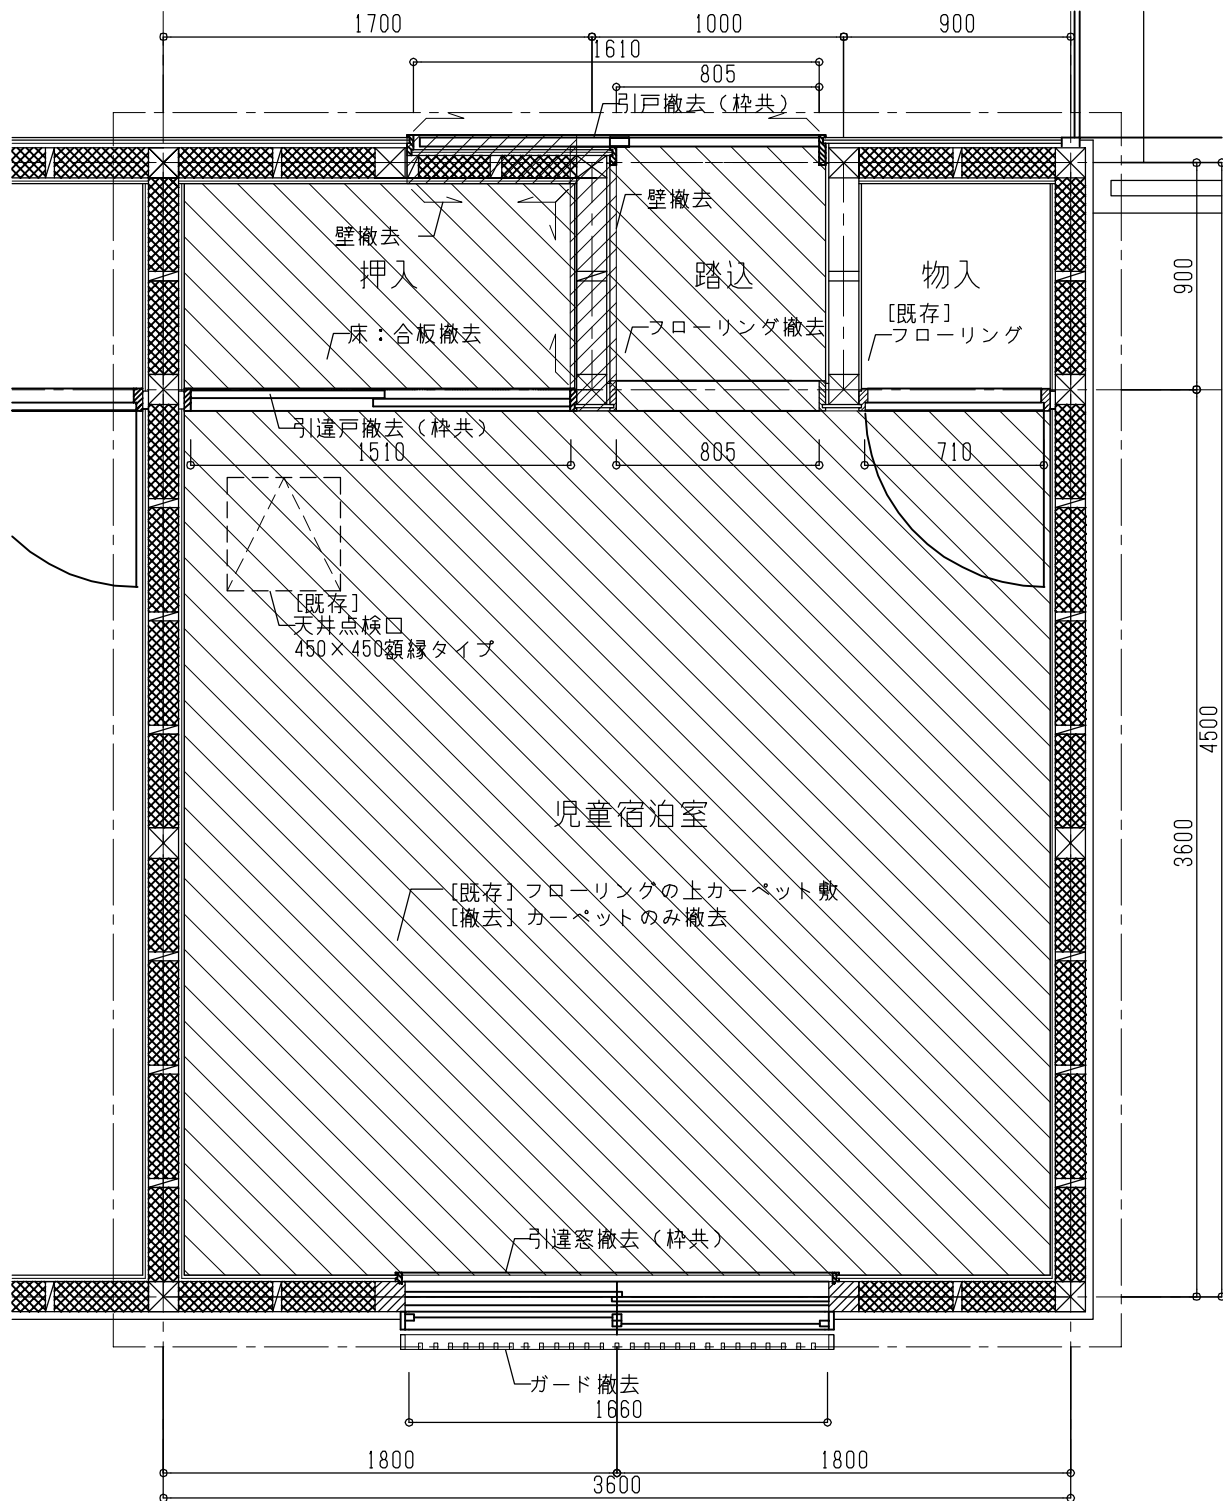 1700
1000
900
1610
805
引戸撤去（枠共）
壁撤去
壁撤去
押入
踏込
物入
900
[既存]
フローリング
床：合板撤去
フローリング撤去
引違戸撤去（枠共）
1510
805
710
[既存]
天井点検口
450×450額縁タイプ
4500
児童宿泊室
3600
[既存] フローリングの上カーペット敷
[撤去] カーペットのみ撤去
引違窓撤去（枠共）
ガード撤去
1660
1800
1800
3600